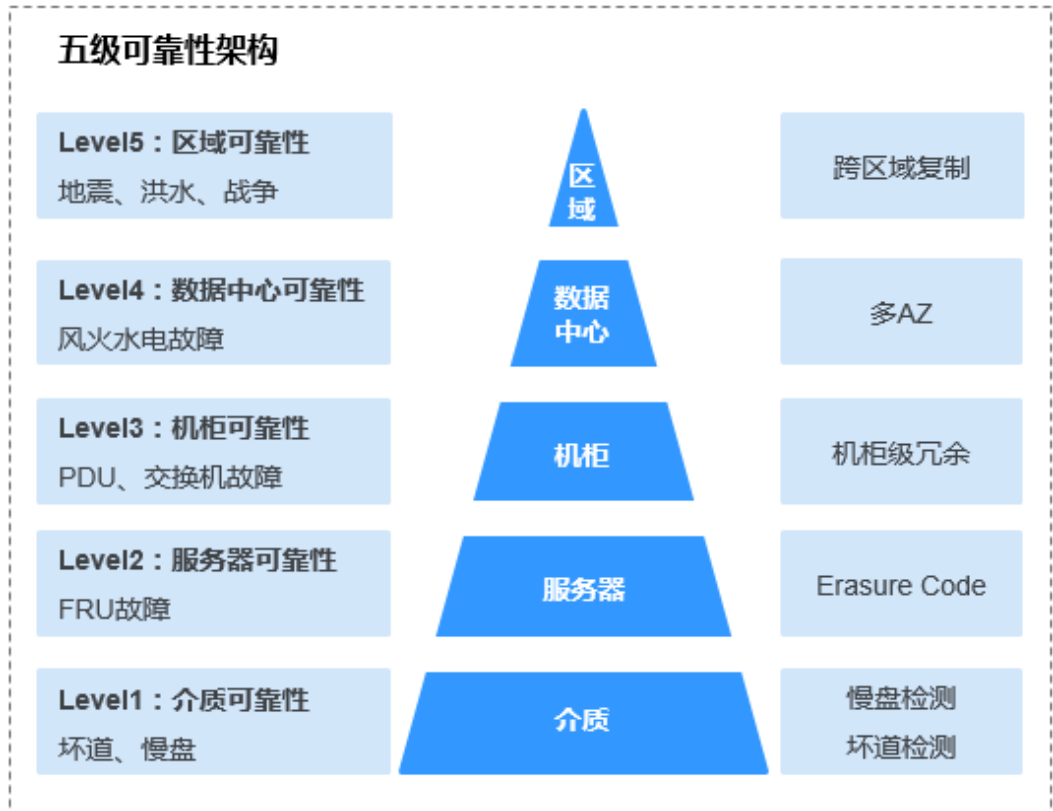 五级可靠性架构
Level5：区域可靠性
地震、洪水、战争
区
域
跨区域复制
Level4：数据中心可靠性
风火水电故障
数据
中心
多AZ
Level3：机柜可靠性
PDU、交换机故障
机柜
机柜级冗余
Level2：服务器可靠性
FRU故障
服务器
Erasure Code
Level1：介质可靠性
坏道、慢盘
介质
慢盘检测
坏道检测